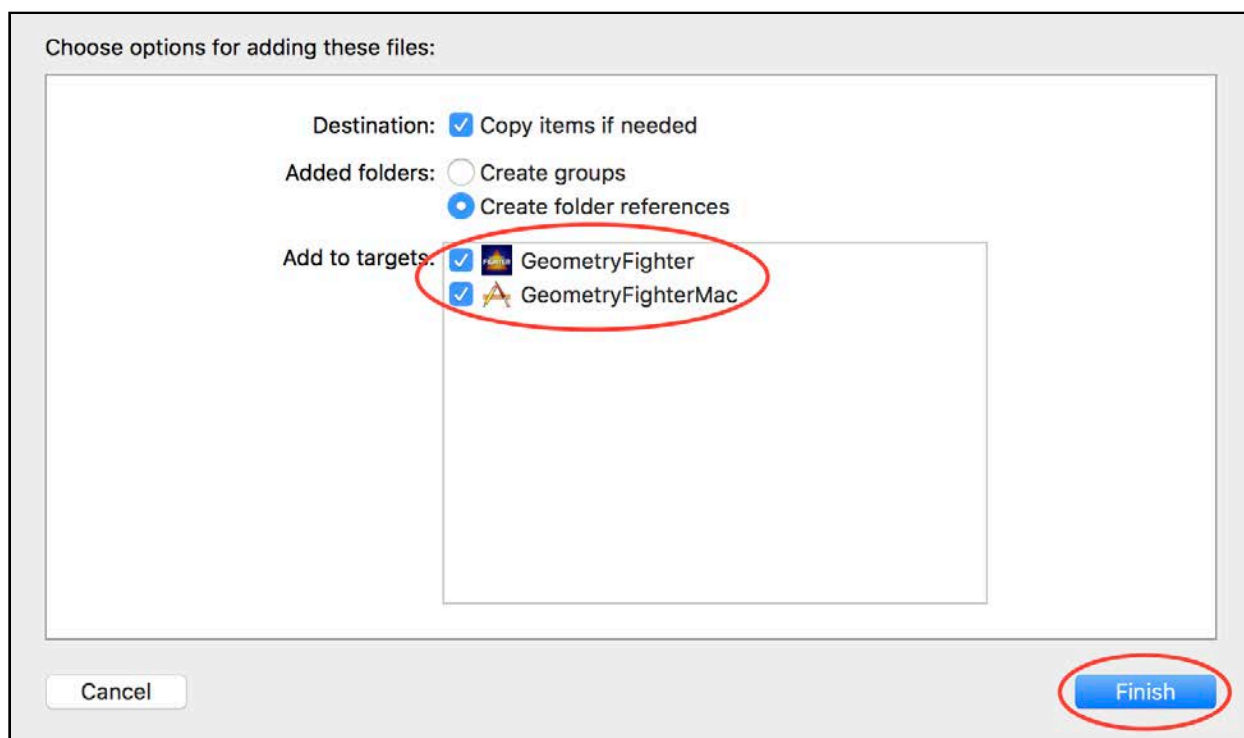 Choose options for adding these files:
Destination: Copy items if needed
Added folders: Create groups
Create folder references
Add to targets: GeometryFighter
GeometryFighterMac
Cancel Finish